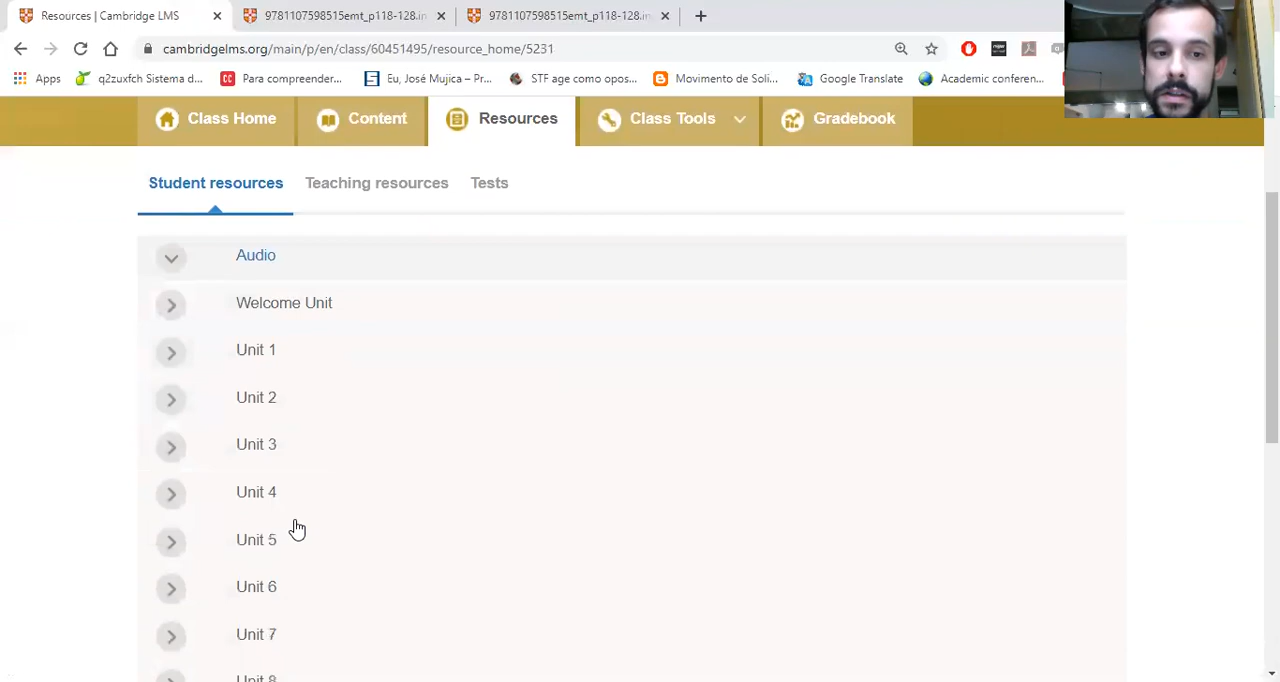 Resources | Cambridge LMS
9781107598515emt_p118-128.in
9781107598515emt_p118-128.in
cambridgelms.org/main/p/en/class/60451495/resource_home/5231
Apps
q2zuxfch Sistema d...
Para compreender...
Eu, José Mujica – Pr...
STF age como opos...
Movimento de Soli...
Google Translate
Academic conferen...
Class Home
Content
Resources
Class Tools
Gradebook
Student resources
Teaching resources
Tests
Audio
Welcome Unit
Unit 1
Unit 2
Unit 3
Unit 4
Unit 5
Unit 6
Unit 7
Unit 8